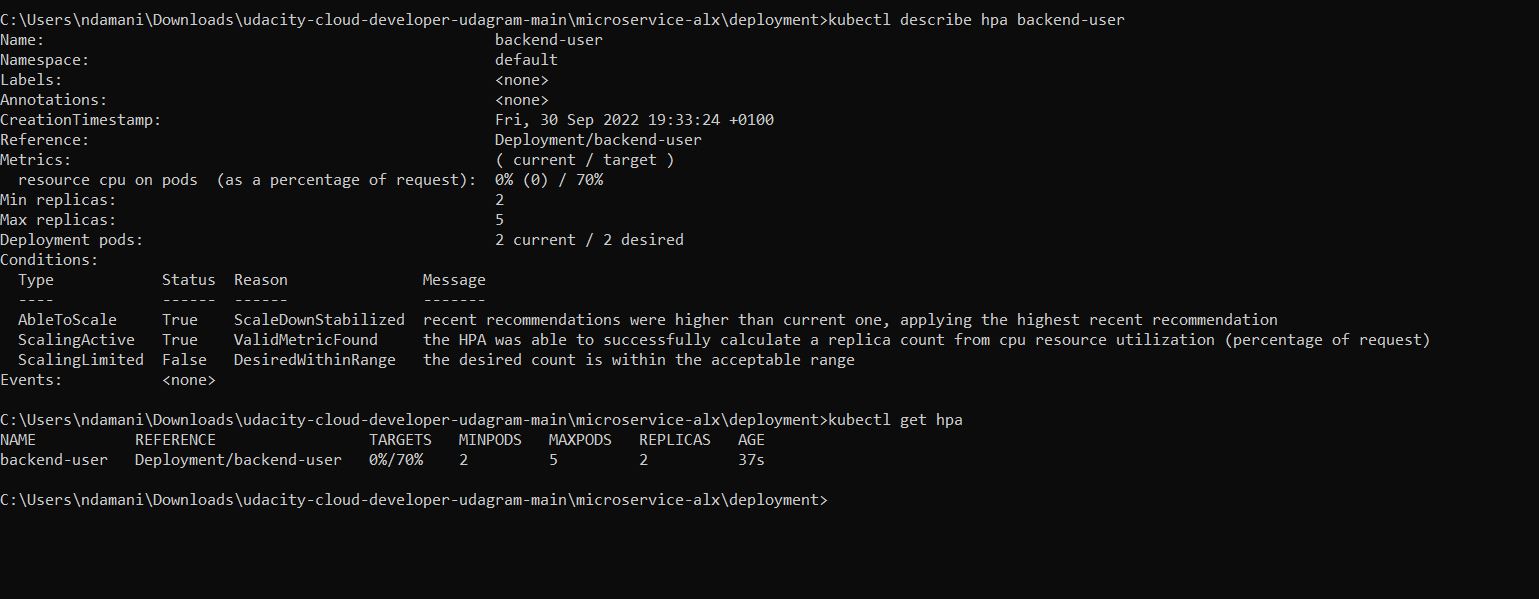 C:\Users\ndamani\Downloads\udacity-cloud-developer-udagram-main\microservice-alx\deployment>kubectl describe hpa backend-user
Name:                                                  backend-user
Namespace:                                             default
Labels:                                                <none>
Annotations:                                           <none>
CreationTimestamp:                                     Fri, 30 Sep 2022 19:33:24 +0100
Reference:                                             Deployment/backend-user
Metrics:                                               ( current / target )
  resource cpu on pods  (as a percentage of request):  0% (0) / 70%
Min replicas:                                          2
Max replicas:                                          5
Deployment pods:                                       2 current / 2 desired
Conditions:
  Type            Status  Reason               Message
  ----            ------  ------               -------
  AbleToScale     True    ScaleDownStabilized  recent recommendations were higher than current one, applying the highest recent recommendation
  ScalingActive   True    ValidMetricFound     the HPA was able to successfully calculate a replica count from cpu resource utilization (percentage of request)
  ScalingLimited  False   DesiredWithinRange   the desired count is within the acceptable range
Events:           <none>

C:\Users\ndamani\Downloads\udacity-cloud-developer-udagram-main\microservice-alx\deployment>kubectl get hpa
NAME           REFERENCE                 TARGETS   MINPODS   MAXPODS   REPLICAS   AGE
backend-user   Deployment/backend-user   0%/70%    2         5         2          37s

C:\Users\ndamani\Downloads\udacity-cloud-developer-udagram-main\microservice-alx\deployment>